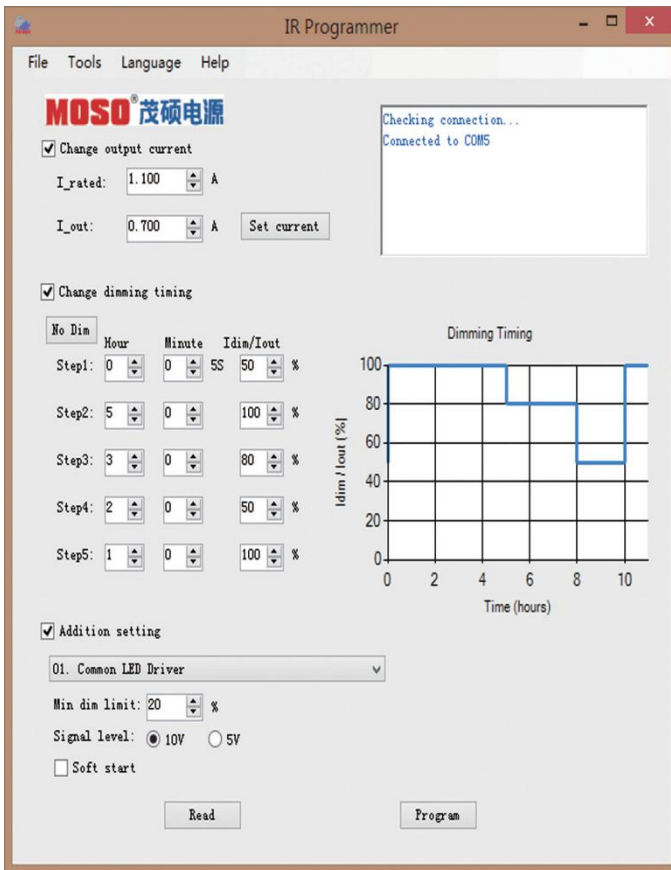 IR Programmer
File Tools Language Help
MOSO®茂硕电源
Checking connection...
Connected to COM5
Change output current
I_rated: 1.100 A
I_out: 0.700 A Set current
Change dimming timing
No Dim
Hour Minute Idim/Iout
Step1: 0 0 5S 50 %
Step2: 5 0 100 %
Step3: 3 0 80 %
Step4: 2 0 50 %
Step5: 1 0 100 %
Dimming Timing
Idim / Iout (%)
100
80
60
40
20
0
0 2 4 6 8 10
Time (hours)
Addition setting
01. Common LED Driver
Min dim limit: 20 %
Signal level: 10V 5V
Soft start
Read Program